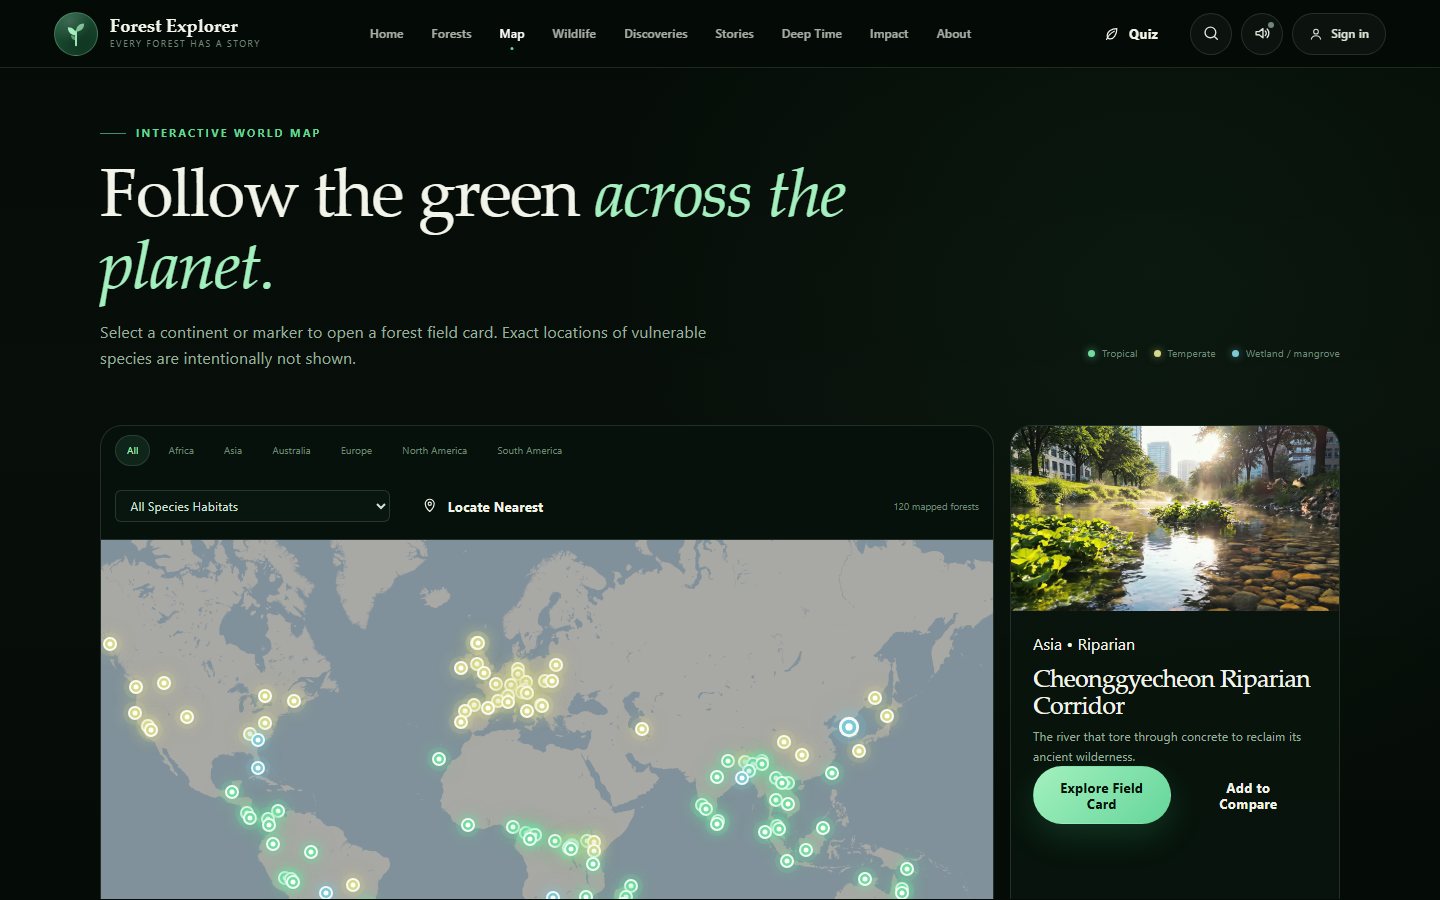 Forest Explorer
EVERY FOREST HAS A STORY
Home
Forests
Map
Wildlife
Discoveries
Stories
Deep Time
Impact
About
Quiz
Sign in
INTERACTIVE WORLD MAP
Follow the green across the
planet.
Select a continent or marker to open a forest field card. Exact locations of vulnerable
species are intentionally not shown.
Tropical
Temperate
Wetland / mangrove
All
Africa
Asia
Australia
Europe
North America
South America
All Species Habitats
Locate Nearest
120 mapped forests
Asia • Riparian
Cheonggyecheon Riparian
Corridor
The river that tore through concrete to reclaim its
ancient wilderness.
Explore Field
Card
Add to
Compare